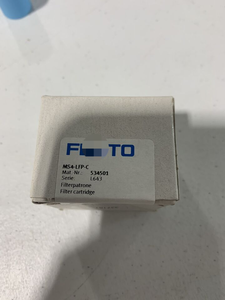 MS4-LFP-C
Mat. Nr.: 534501
Serie: L643
Filterpatrone
Filter cartridge